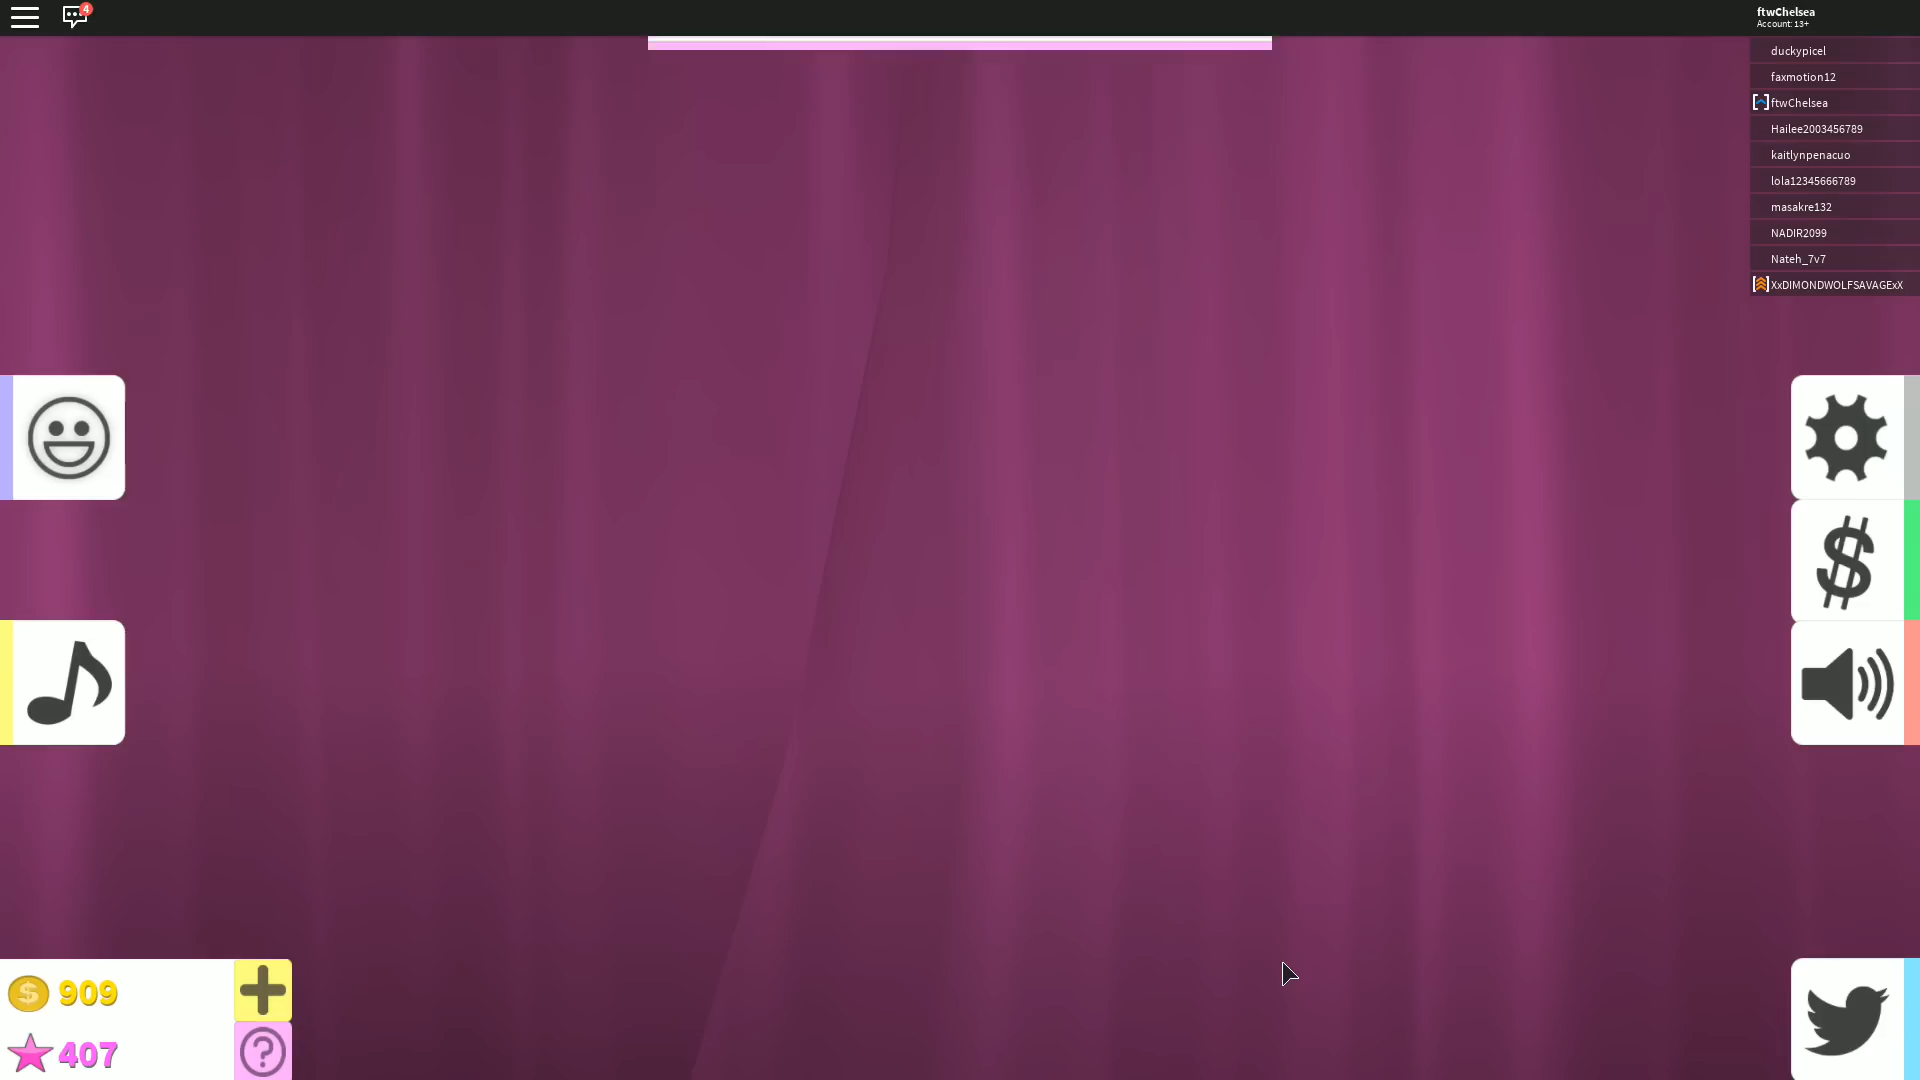 4
ftwChelsea
Account: 13+
duckypicel
faxmotion12
ftwChelsea
Hailee2003456789
kaitlynpenacuo
lola12345666789
masakre132
NADIR2099
Nateh_7v7
XxDIMONDWOLFSAVAGExX
909
407